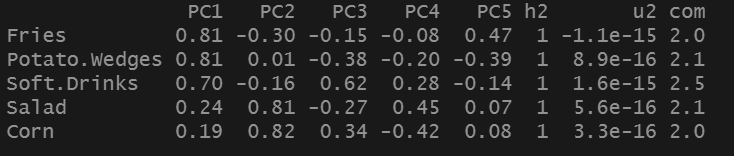 PC1 PC2 PC3 PC4 PC5 h2 u2 com
Fries 0.81 -0.30 -0.15 -0.08 0.47 1 -1.1e-15 2.0
Potato.Wedges 0.81 0.01 -0.38 -0.20 -0.39 1 8.9e-16 2.1
Soft.Drinks 0.70 -0.16 0.62 0.28 -0.14 1 1.6e-15 2.5
Salad 0.24 0.81 -0.27 0.45 0.07 1 5.6e-16 2.1
Corn 0.19 0.82 0.34 -0.42 0.08 1 3.3e-16 2.0